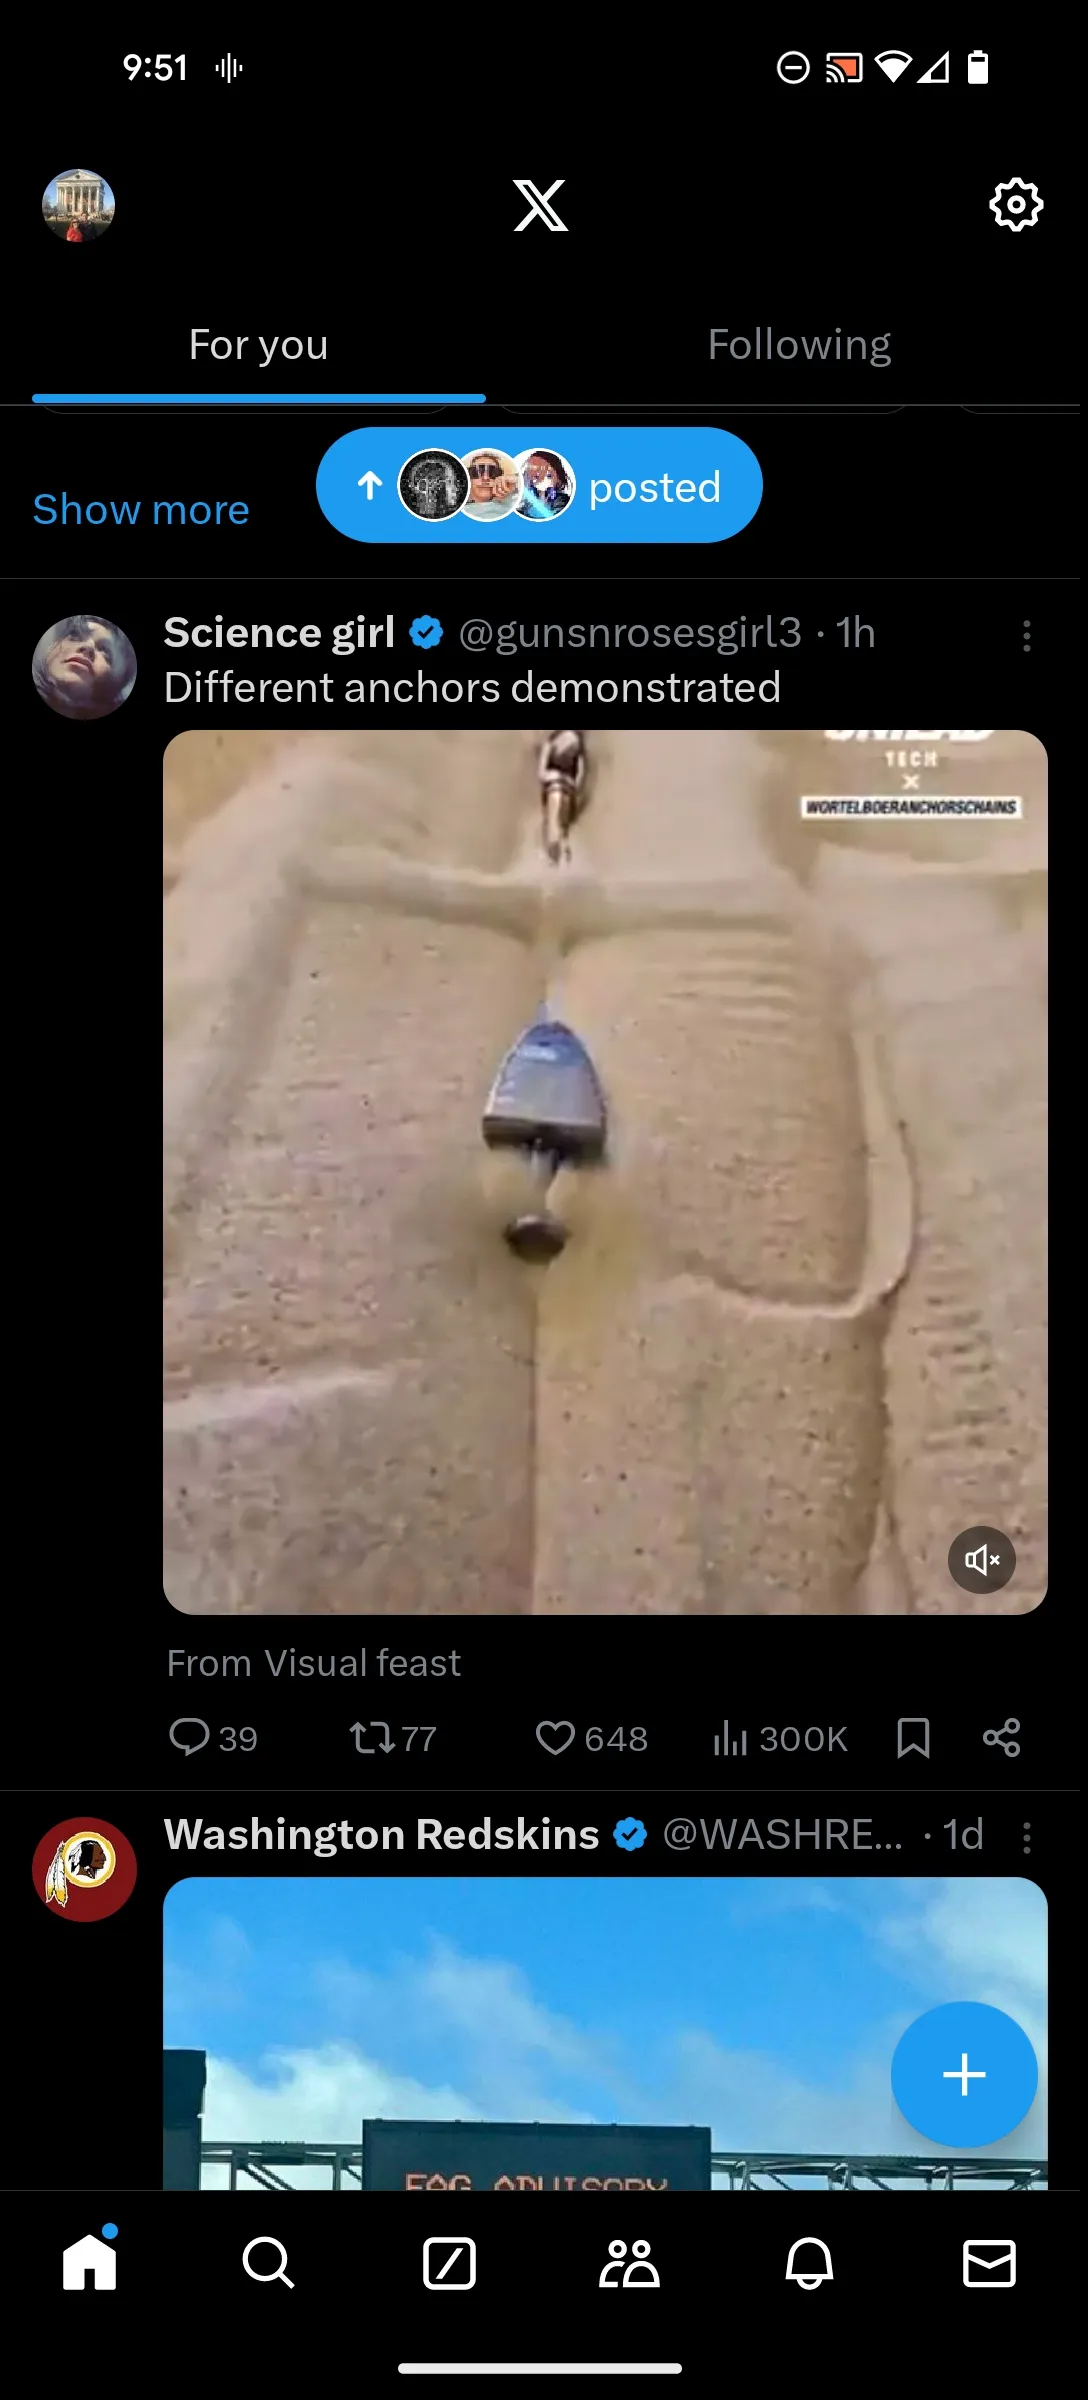 9:51
For you
Following
Show more
posted
Science girl @gunsnrosesgirl3 · 1h
Different anchors demonstrated
TECH
X
WORTELBOERANCHORSCHAINS
From Visual feast
39 77 648 300K
Washington Redskins @WASHRE... · 1d